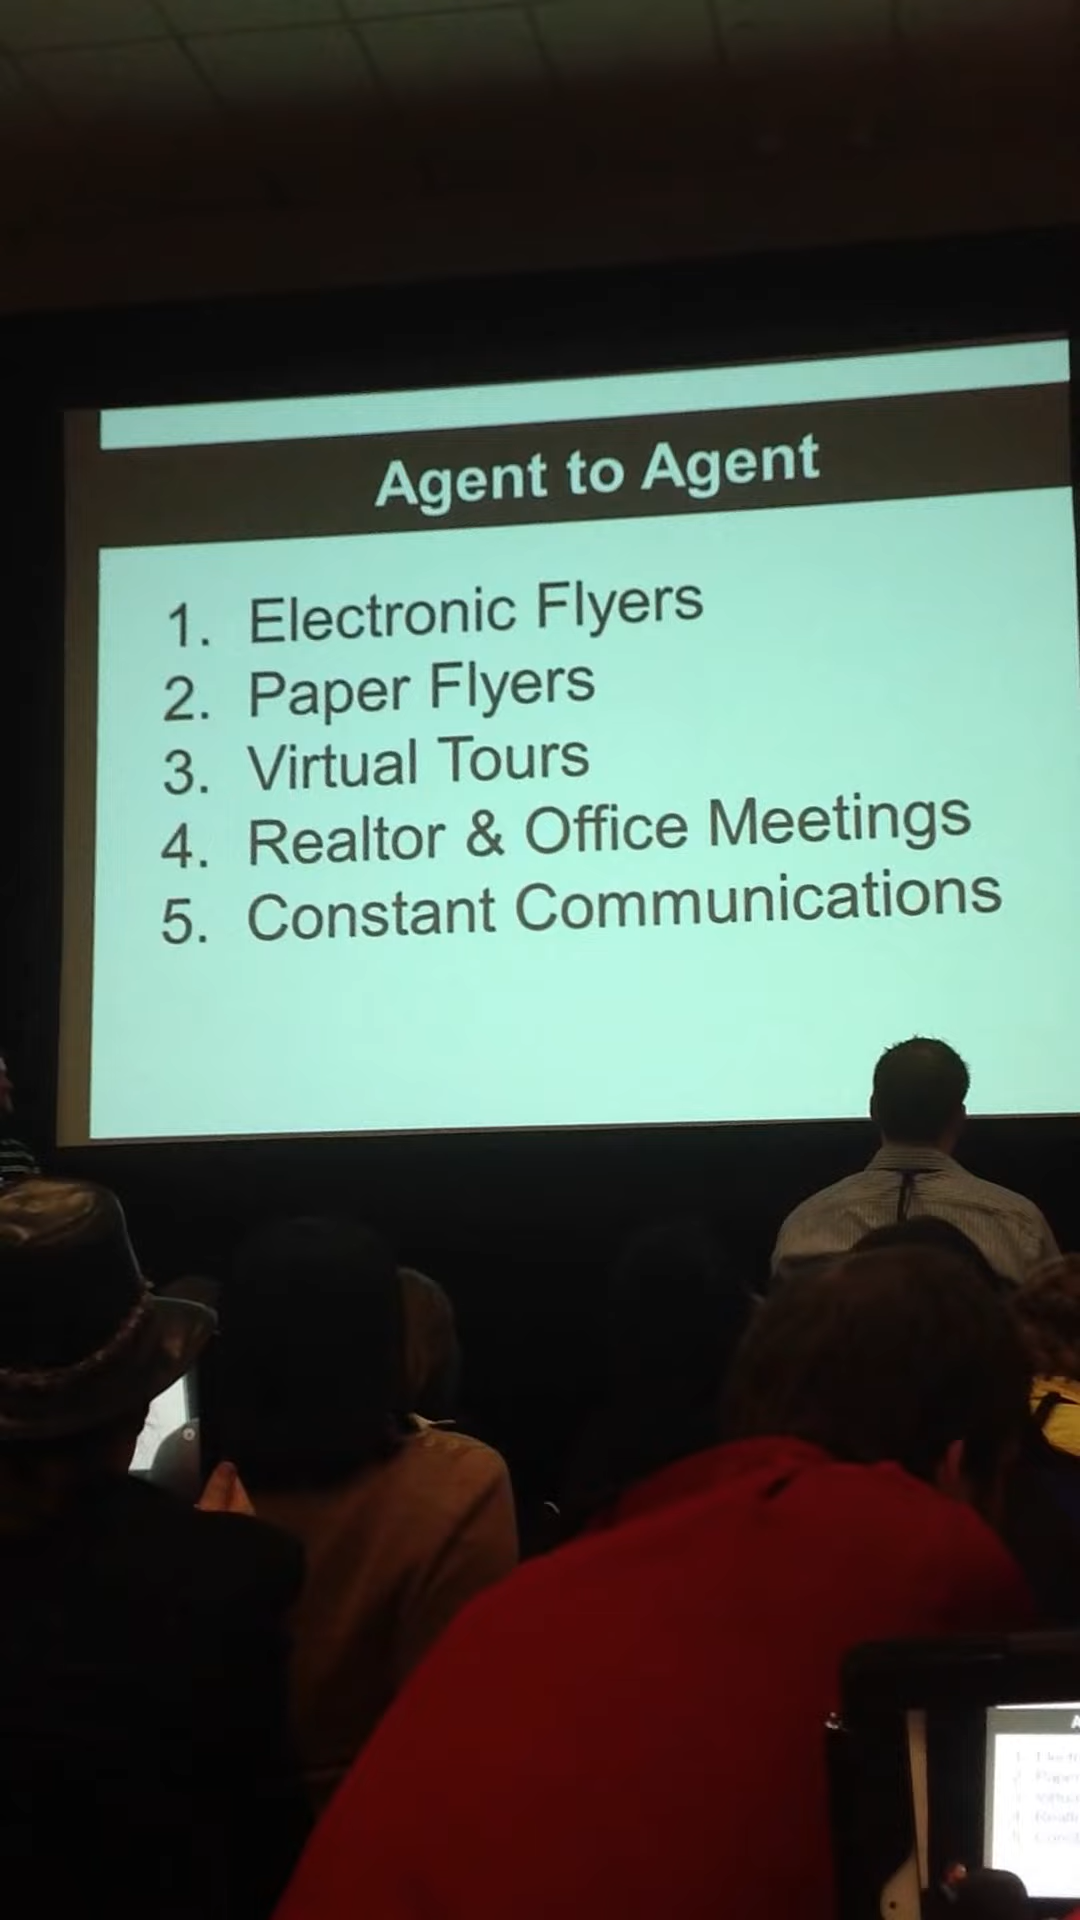 Agent to Agent
1. Electronic Flyers
2. Paper Flyers
3. Virtual Tours
4. Realtor & Office Meetings
5. Constant Communications